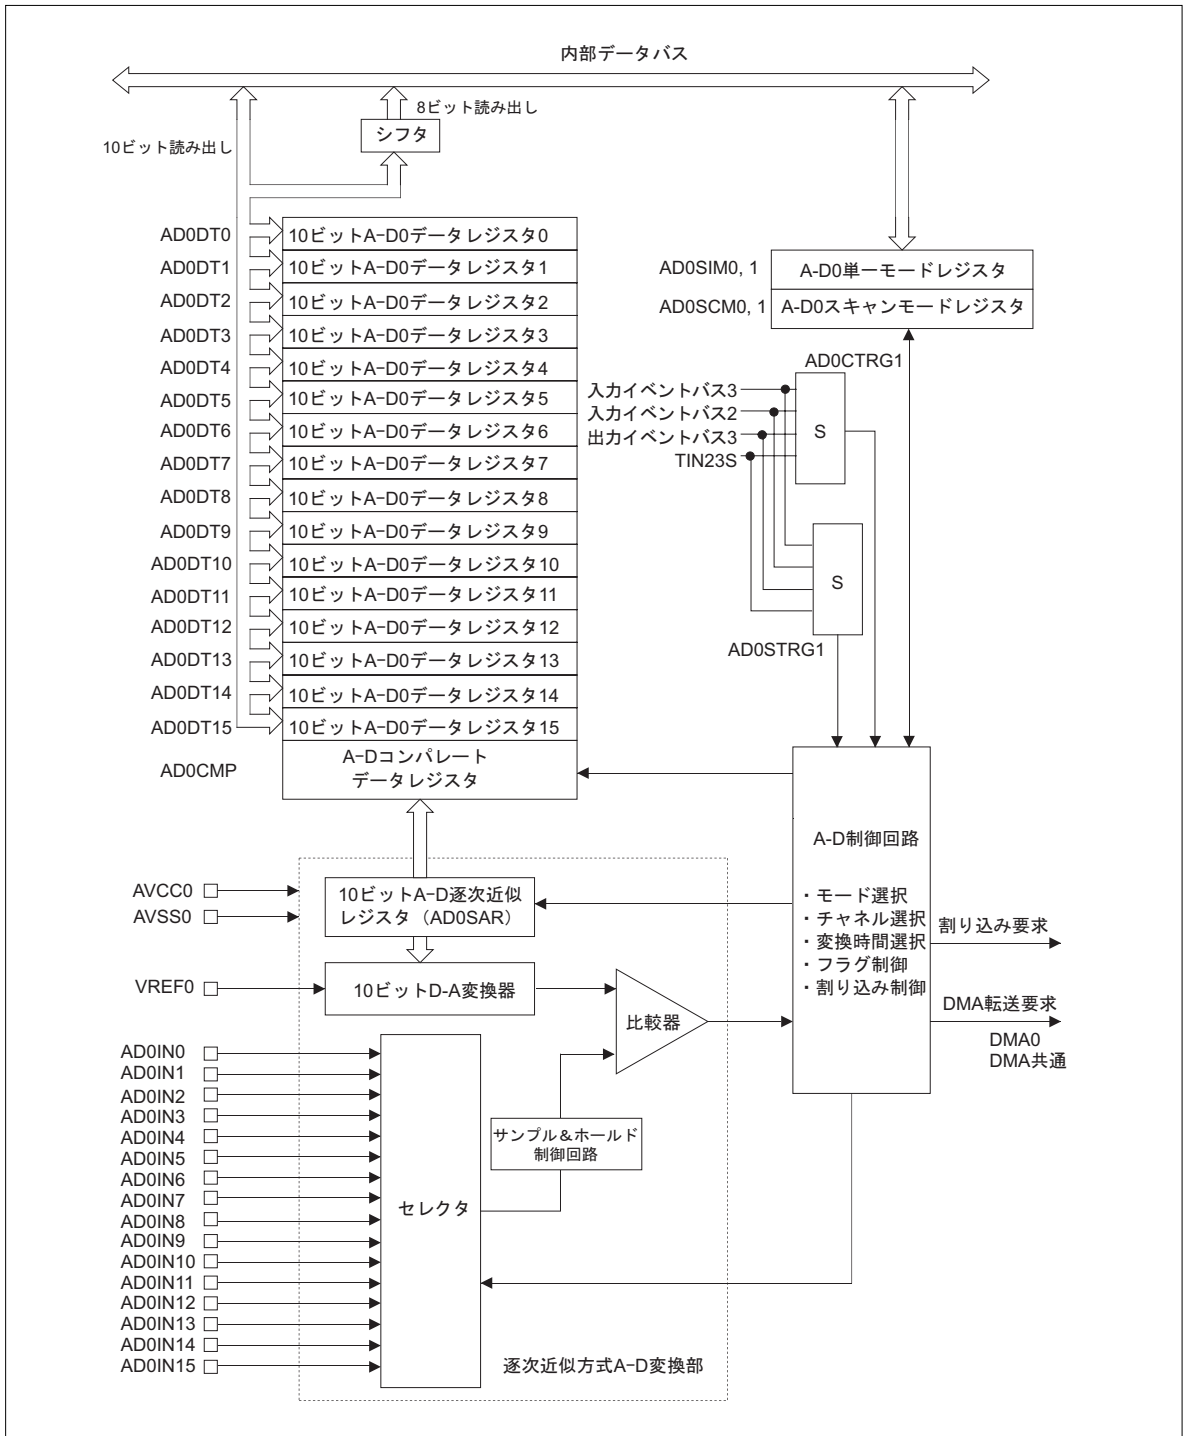 内部データバス
8ビット読み出し
シフタ
10ビット読み出し
AD0DT0
10ビットA-D0データレジスタ0
AD0DT1
10ビットA-D0データレジスタ1
AD0DT2
10ビットA-D0データレジスタ2
AD0DT3
10ビットA-D0データレジスタ3
AD0DT4
10ビットA-D0データレジスタ4
AD0DT5
10ビットA-D0データレジスタ5
AD0DT6
10ビットA-D0データレジスタ6
AD0DT7
10ビットA-D0データレジスタ7
AD0DT8
10ビットA-D0データレジスタ8
AD0DT9
10ビットA-D0データレジスタ9
AD0DT10
10ビットA-D0データレジスタ10
AD0DT11
10ビットA-D0データレジスタ11
AD0DT12
10ビットA-D0データレジスタ12
AD0DT13
10ビットA-D0データレジスタ13
AD0DT14
10ビットA-D0データレジスタ14
AD0DT15
10ビットA-D0データレジスタ15
AD0CMP
A-Dコンパレート
データレジスタ
AD0SIM0, 1
A-D0単一モードレジスタ
AD0SCM0, 1
A-D0スキャンモードレジスタ
AD0CTRG1
入力イベントバス3
入力イベントバス2
出力イベントバス3
TIN23S
S
S
AD0STRG1
A-D制御回路
・モード選択
・チャネル選択
・変換時間選択
・フラグ制御
・割り込み制御
割り込み要求
DMA転送要求
DMA0
DMA共通
AVCC0
AVSS0
10ビットA-D逐次近似
レジスタ（AD0SAR）
VREF0
10ビットD-A変換器
比較器
サンプル＆ホールド
制御回路
セレクタ
AD0IN0
AD0IN1
AD0IN2
AD0IN3
AD0IN4
AD0IN5
AD0IN6
AD0IN7
AD0IN8
AD0IN9
AD0IN10
AD0IN11
AD0IN12
AD0IN13
AD0IN14
AD0IN15
逐次近似方式A-D変換部